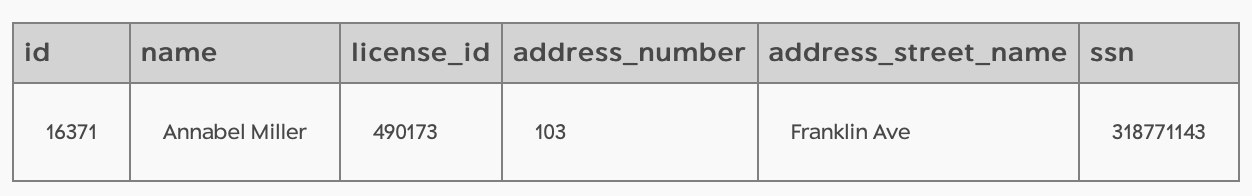 id name license_id address_number address_street_name ssn
16371 Annabel Miller 490173 103 Franklin Ave 318771143